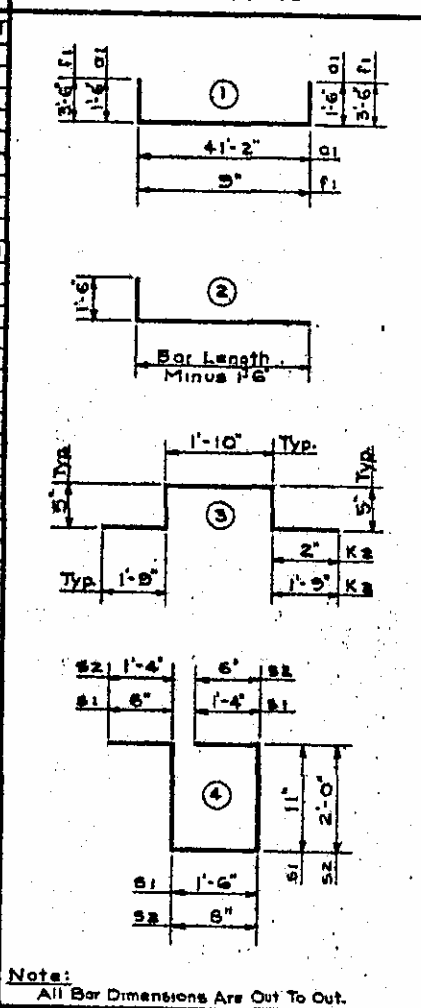 3'-6" f1
1'-6" a1
1'-6" a1
3'-6" f1
1
41'-2" a1
9" f1
1'-6"
2
Bar Length
Minus 1'-6"
1'-10" Typ.
5" Typ.
5" Typ.
3
2" K2
Typ. 1'-9"
1'-9"
s2 1'-4" 6" s2
s1 6" 1'-4" s1
4
11" s1
2'-0" s2
s1 1'-6"
s2 8"
Note:
All Bar Dimensions Are Out To Out.